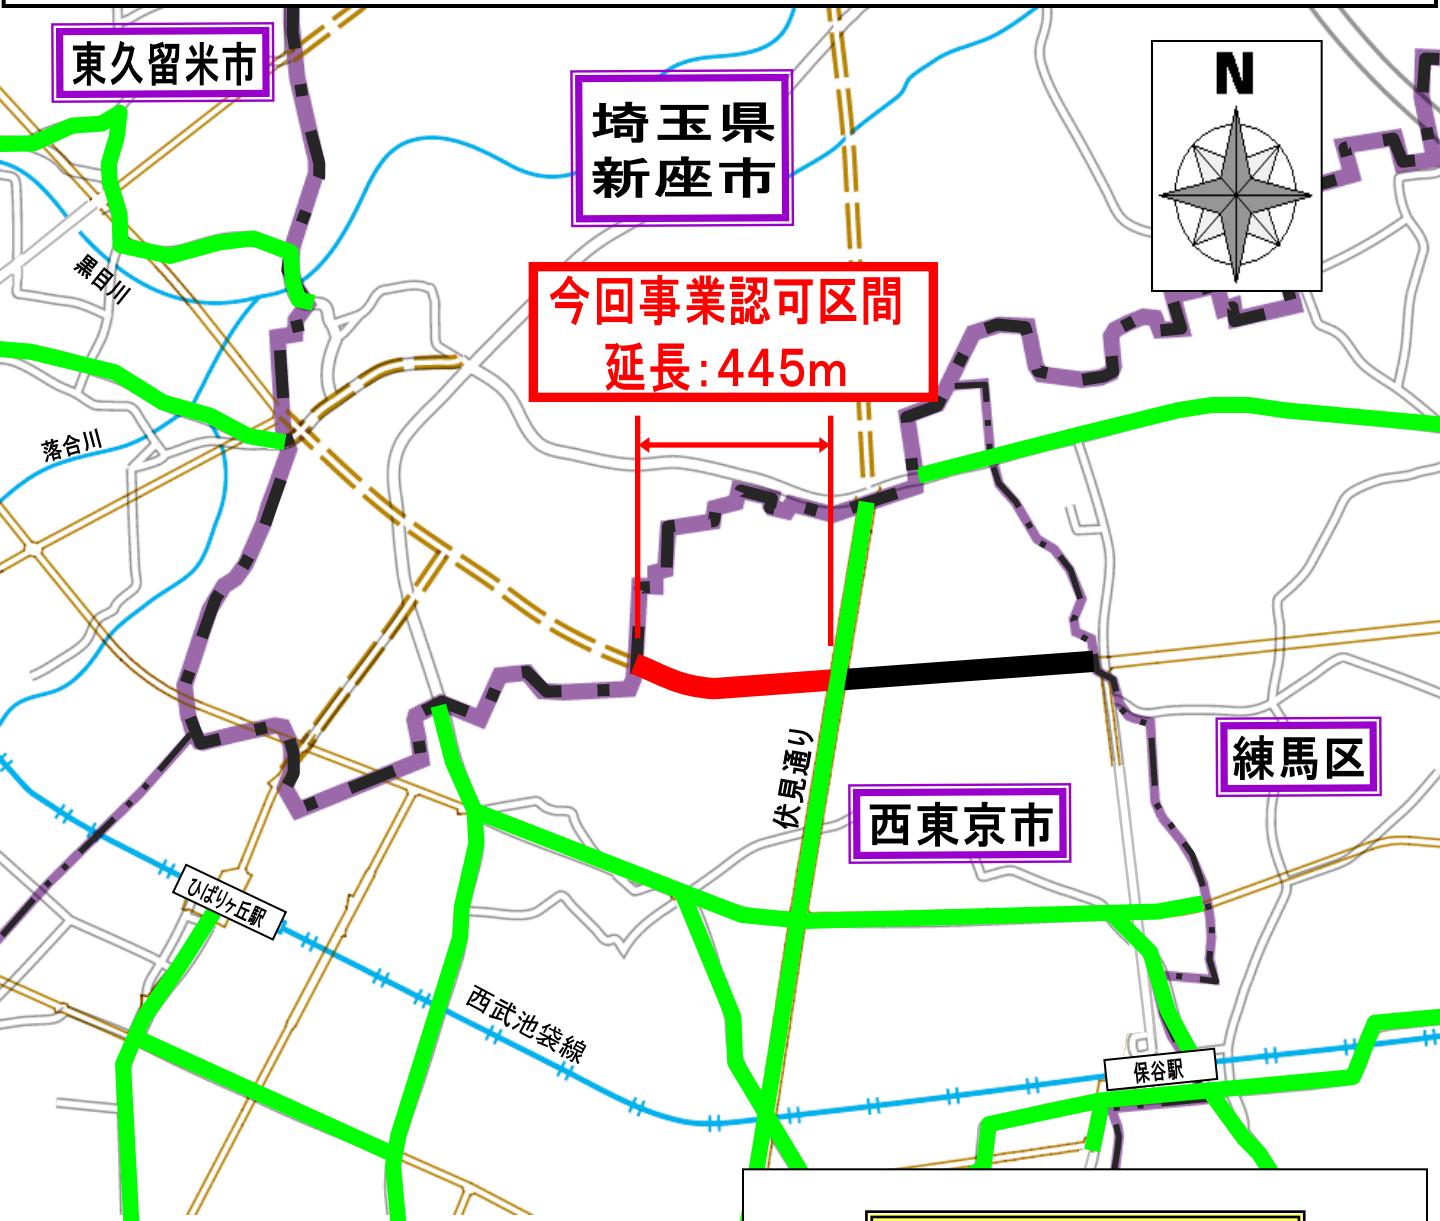 東久留米市
埼玉県
新座市
N
黒目川
今回事業認可区間
延長：445m
落合川
伏見通り
練馬区
西東京市
ひばりヶ丘駅
西武池袋線
保谷駅